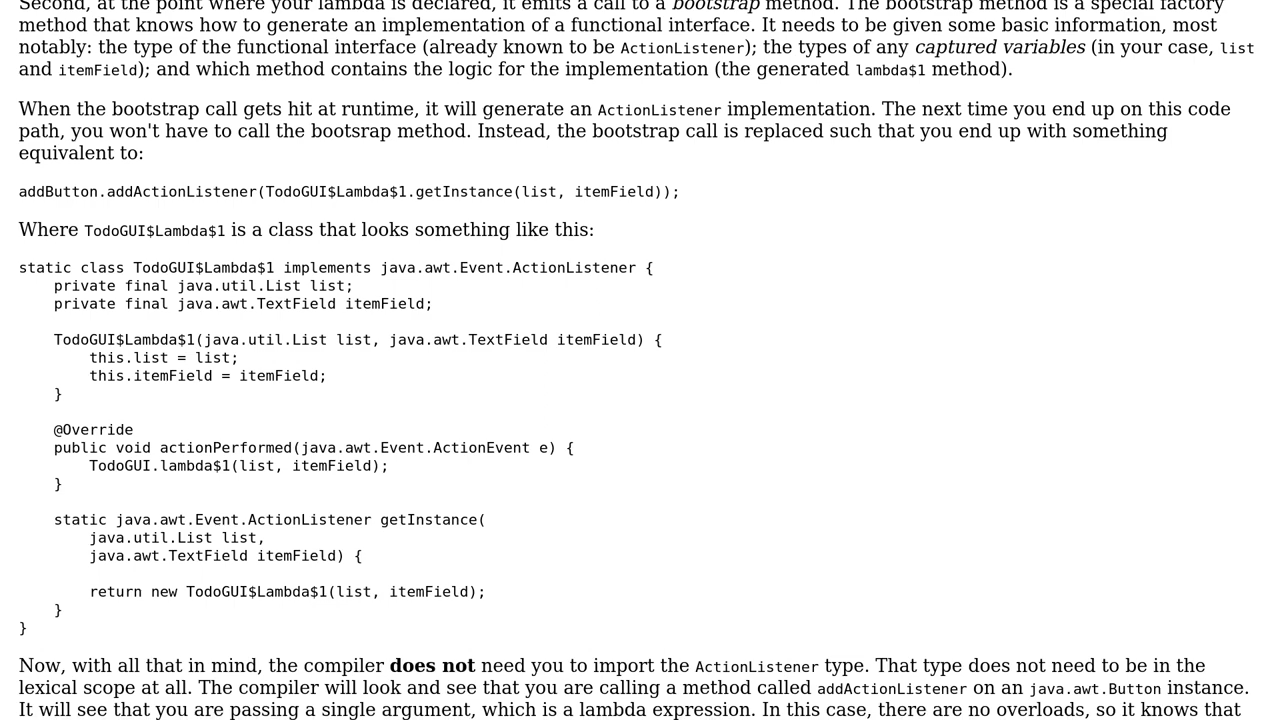 Second, at the point where your lambda is declared, it emits a call to a bootstrap method. The bootstrap method is a special factory
method that knows how to generate an implementation of a functional interface. It needs to be given some basic information, most
notably: the type of the functional interface (already known to be ActionListener); the types of any captured variables (in your case, list
and itemField); and which method contains the logic for the implementation (the generated lambda$1 method).
When the bootstrap call gets hit at runtime, it will generate an ActionListener implementation. The next time you end up on this code
path, you won't have to call the bootsrap method. Instead, the bootstrap call is replaced such that you end up with something
equivalent to:
addButton.addActionListener(TodoGUI$Lambda$1.getInstance(list, itemField));
Where TodoGUI$Lambda$1 is a class that looks something like this:
static class TodoGUI$Lambda$1 implements java.awt.Event.ActionListener {
    private final java.util.List list;
    private final java.awt.TextField itemField;
    TodoGUI$Lambda$1(java.util.List list, java.awt.TextField itemField) {
        this.list = list;
        this.itemField = itemField;
    }
    @Override
    public void actionPerformed(java.awt.Event.ActionEvent e) {
        TodoGUI.lambda$1(list, itemField);
    }
    static java.awt.Event.ActionListener getInstance(
        java.util.List list,
        java.awt.TextField itemField) {
        return new TodoGUI$Lambda$1(list, itemField);
    }
}
Now, with all that in mind, the compiler does not need you to import the ActionListener type. That type does not need to be in the
lexical scope at all. The compiler will look and see that you are calling a method called addActionListener on an java.awt.Button instance.
It will see that you are passing a single argument, which is a lambda expression. In this case, there are no overloads, so it knows that